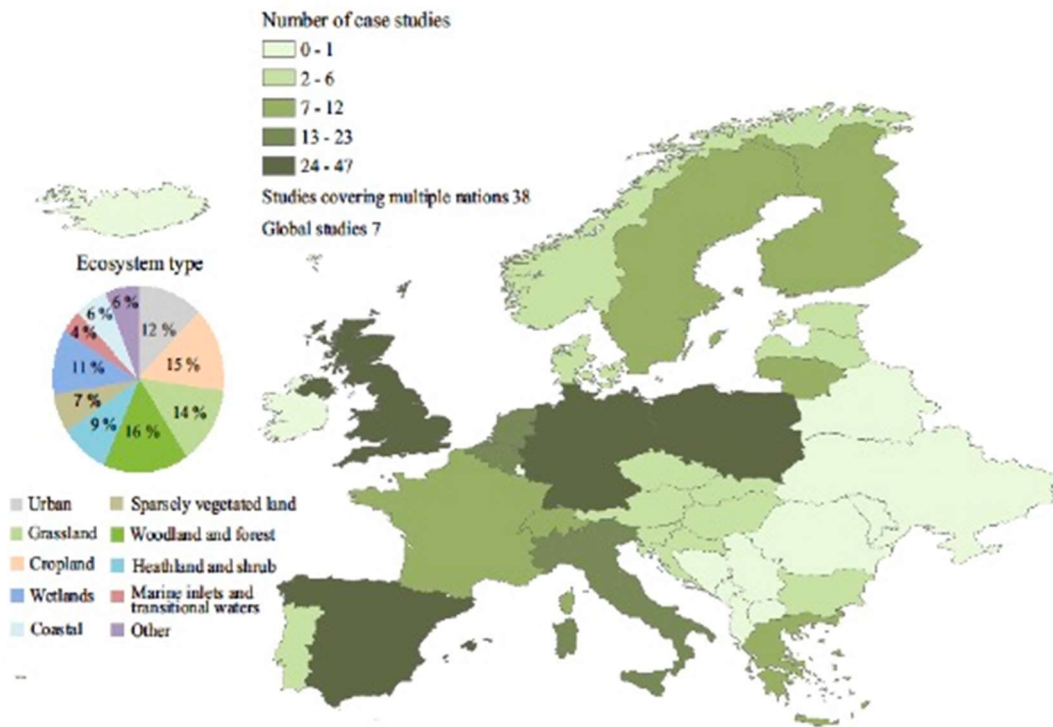 Number of case studies
0 - 1
2 - 6
7 - 12
13 - 23
24 - 47
Studies covering multiple nations 38
Global studies 7
Ecosystem type
6 %
12 %
15 %
14 %
16 %
9 %
7 %
11 %
4 %
6 %
Urban
Grassland
Cropland
Wetlands
Coastal
Sparsely vegetated land
Woodland and forest
Heathland and shrub
Marine inlets and
transitional waters
Other